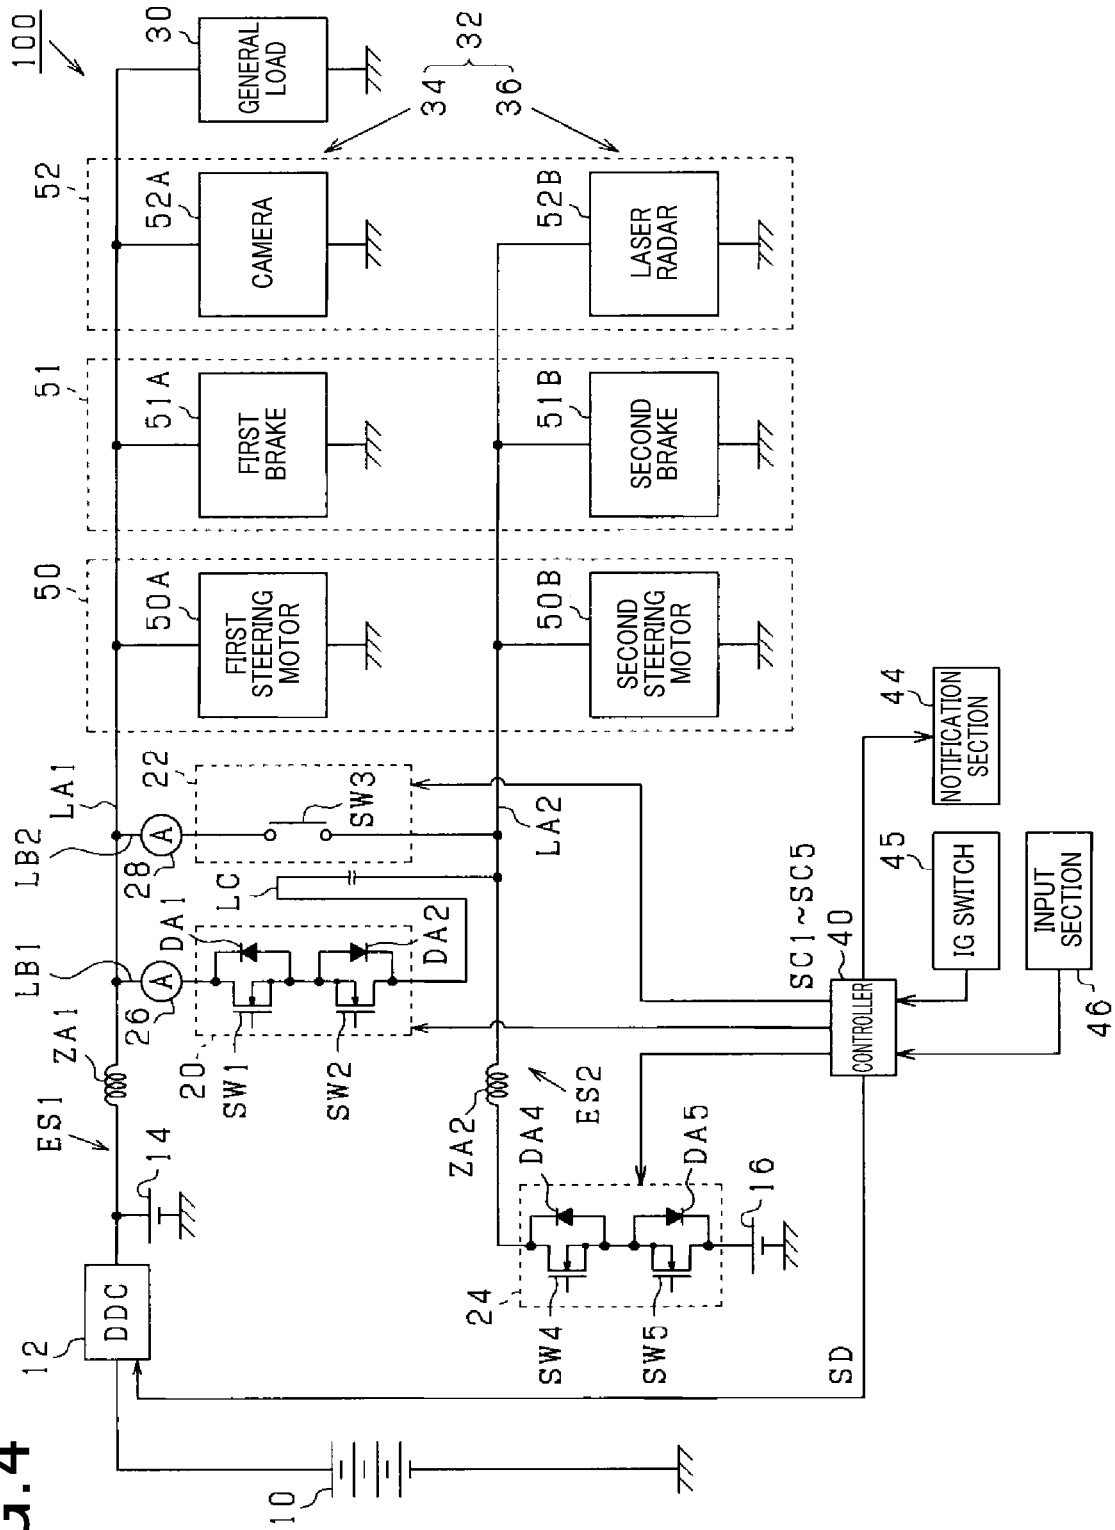 G.4
100
ES1
ZA1
LB1
LB2
LA1
50
51
52
30
GENERAL
LOAD
32
34
36
12
DDC
14
26
A
28
A
20
DA1
SW1
SW2
DA2
LC
22
SW3
LA2
50A
FIRST
STEERING
MOTOR
51A
FIRST
BRAKE
52A
CAMERA
50B
SECOND
STEERING
MOTOR
51B
SECOND
BRAKE
52B
LASER
RADAR
10
24
SW4
SW5
DA4
DA5
16
ZA2
ES2
SD
SC1~SC5
40
CONTROLLER
44
NOTIFICATION
SECTION
45
IG SWITCH
46
INPUT
SECTION